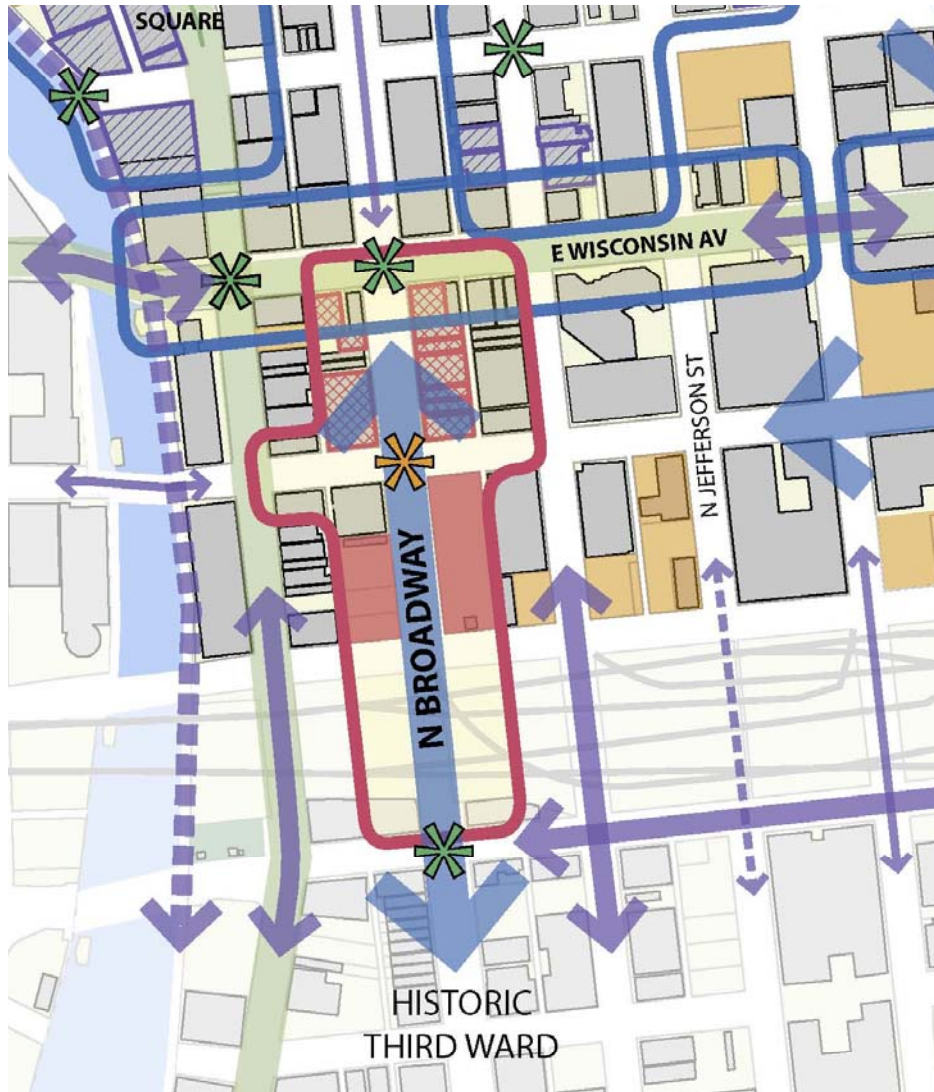 SQUARE
E WISCONSIN AV
N JEFFERSON ST
N BROADWAY
HISTORIC
THIRD WARD